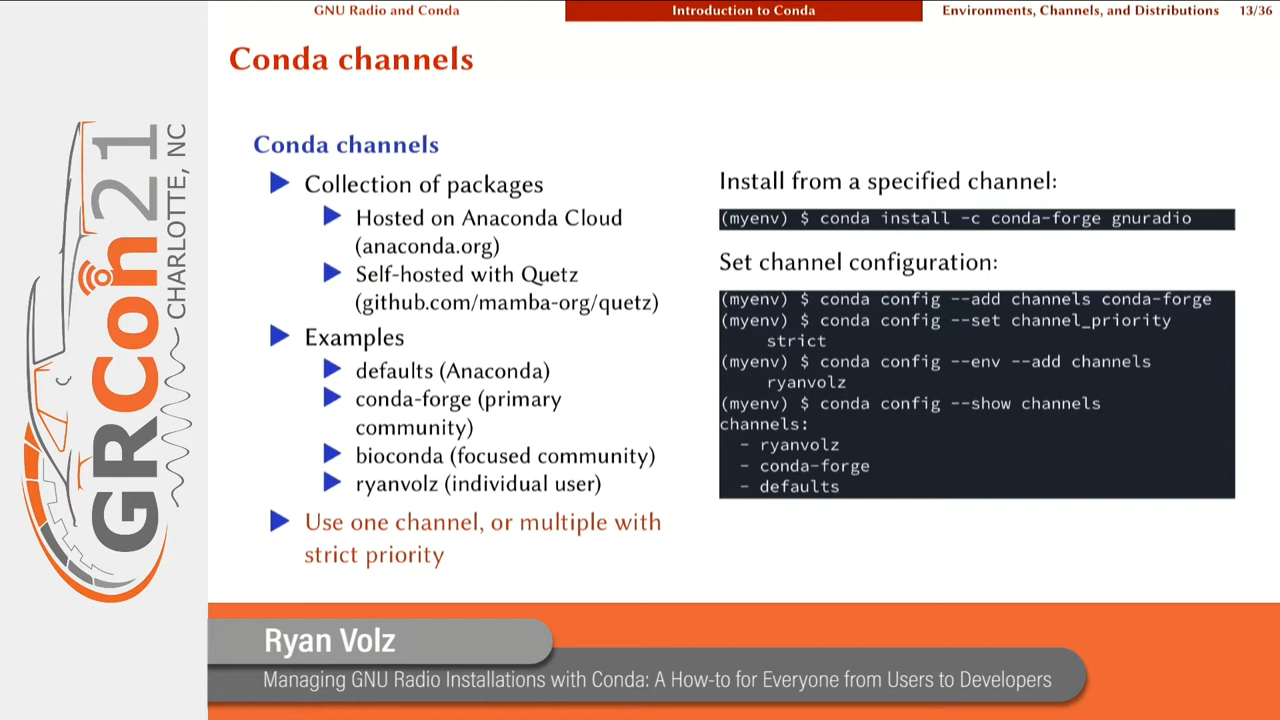 GNU Radio and Conda
Introduction to Conda
Environments, Channels, and Distributions 13/36
Conda channels
Conda channels
Collection of packages
Hosted on Anaconda Cloud
(anaconda.org)
Self-hosted with Quetz
(github.com/mamba-org/quetz)
Examples
defaults (Anaconda)
conda-forge (primary
community)
bioconda (focused community)
ryanvolz (individual user)
Use one channel, or multiple with
strict priority
Install from a specified channel:
(myenv) $ conda install -c conda-forge gnuradio
Set channel configuration:
(myenv) $ conda config --add channels conda-forge
(myenv) $ conda config --set channel_priority
strict
(myenv) $ conda config --env --add channels
ryanvolz
(myenv) $ conda config --show channels
channels:
- ryanvolz
- conda-forge
- defaults
GRCon21
CHARLOTTE, NC
Ryan Volz
Managing GNU Radio Installations with Conda: A How-to for Everyone from Users to Developers